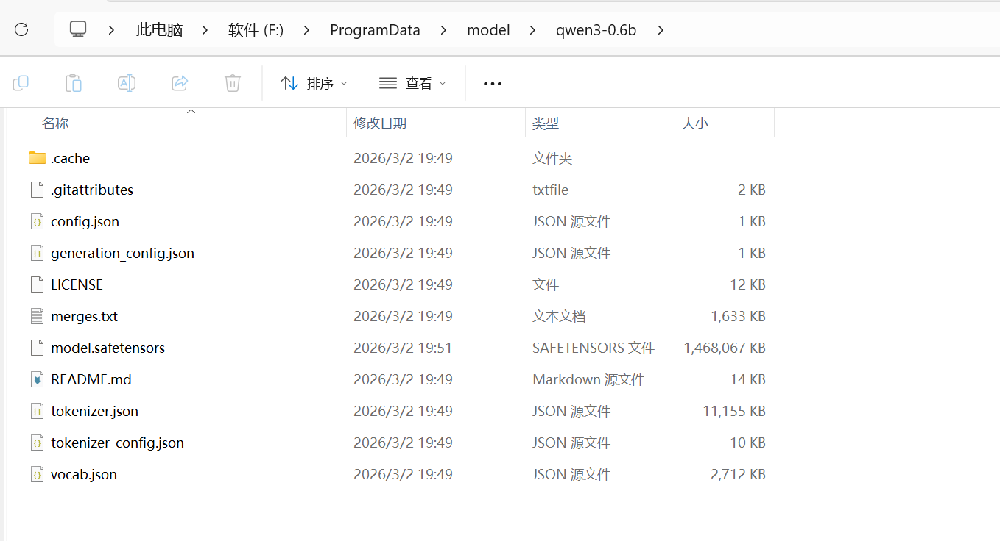 此电脑 软件 (F:) ProgramData model qwen3-0.6b
排序 查看
名称 修改日期 类型 大小
.cache 2026/3/2 19:49 文件夹
.gitattributes 2026/3/2 19:49 txtfile 2 KB
config.json 2026/3/2 19:49 JSON 源文件 1 KB
generation_config.json 2026/3/2 19:49 JSON 源文件 1 KB
LICENSE 2026/3/2 19:49 文件 12 KB
merges.txt 2026/3/2 19:49 文本文档 1,633 KB
model.safetensors 2026/3/2 19:51 SAFETENSORS 文件 1,468,067 KB
README.md 2026/3/2 19:49 Markdown 源文件 14 KB
tokenizer.json 2026/3/2 19:49 JSON 源文件 11,155 KB
tokenizer_config.json 2026/3/2 19:49 JSON 源文件 10 KB
vocab.json 2026/3/2 19:49 JSON 源文件 2,712 KB